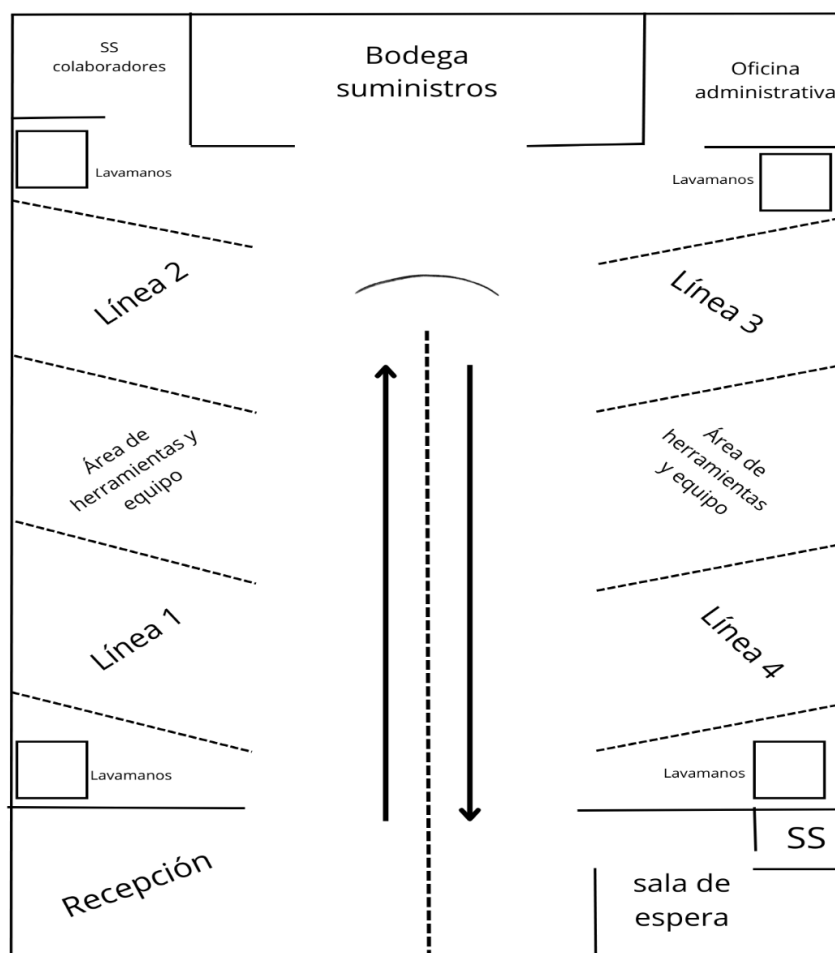 SS
colaboradores
Bodega
suministros
Oficina
administrativa
Lavamanos
Lavamanos
Línea 2
Línea 3
Área de
herramientas y
equipo
Área de
herramientas
y equipo
Línea 1
Línea 4
Lavamanos
Lavamanos
Recepción
sala de
espera
SS